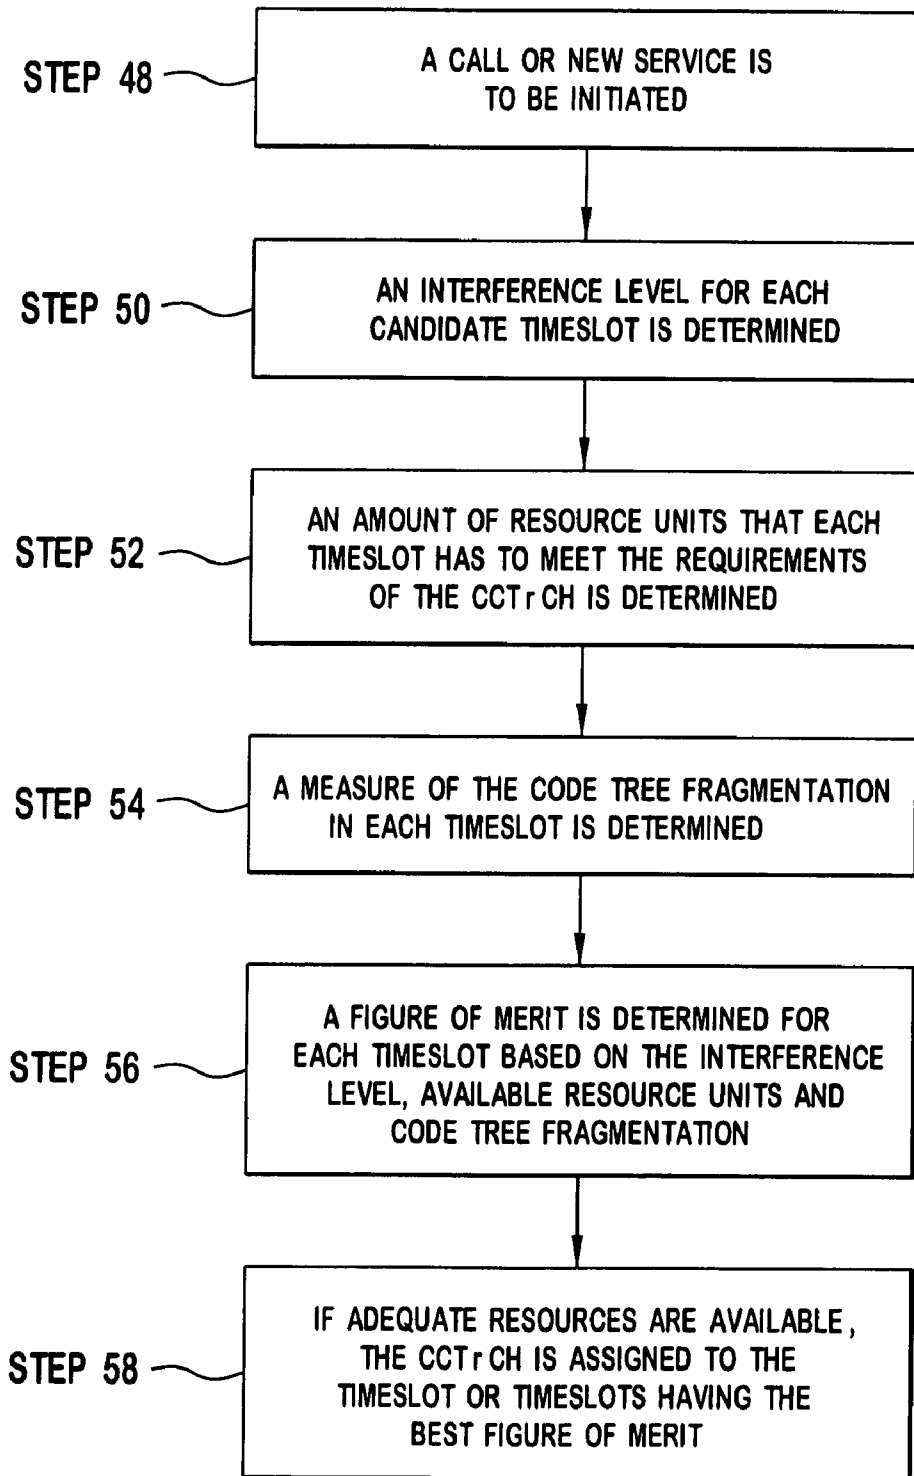 STEP 48
A CALL OR NEW SERVICE IS
TO BE INITIATED
STEP 50
AN INTERFERENCE LEVEL FOR EACH
CANDIDATE TIMESLOT IS DETERMINED
STEP 52
AN AMOUNT OF RESOURCE UNITS THAT EACH
TIMESLOT HAS TO MEET THE REQUIREMENTS
OF THE CCTrCH IS DETERMINED
STEP 54
A MEASURE OF THE CODE TREE FRAGMENTATION
IN EACH TIMESLOT IS DETERMINED
STEP 56
A FIGURE OF MERIT IS DETERMINED FOR
EACH TIMESLOT BASED ON THE INTERFERENCE
LEVEL, AVAILABLE RESOURCE UNITS AND
CODE TREE FRAGMENTATION
STEP 58
IF ADEQUATE RESOURCES ARE AVAILABLE,
THE CCTrCH IS ASSIGNED TO THE
TIMESLOT OR TIMESLOTS HAVING THE
BEST FIGURE OF MERIT